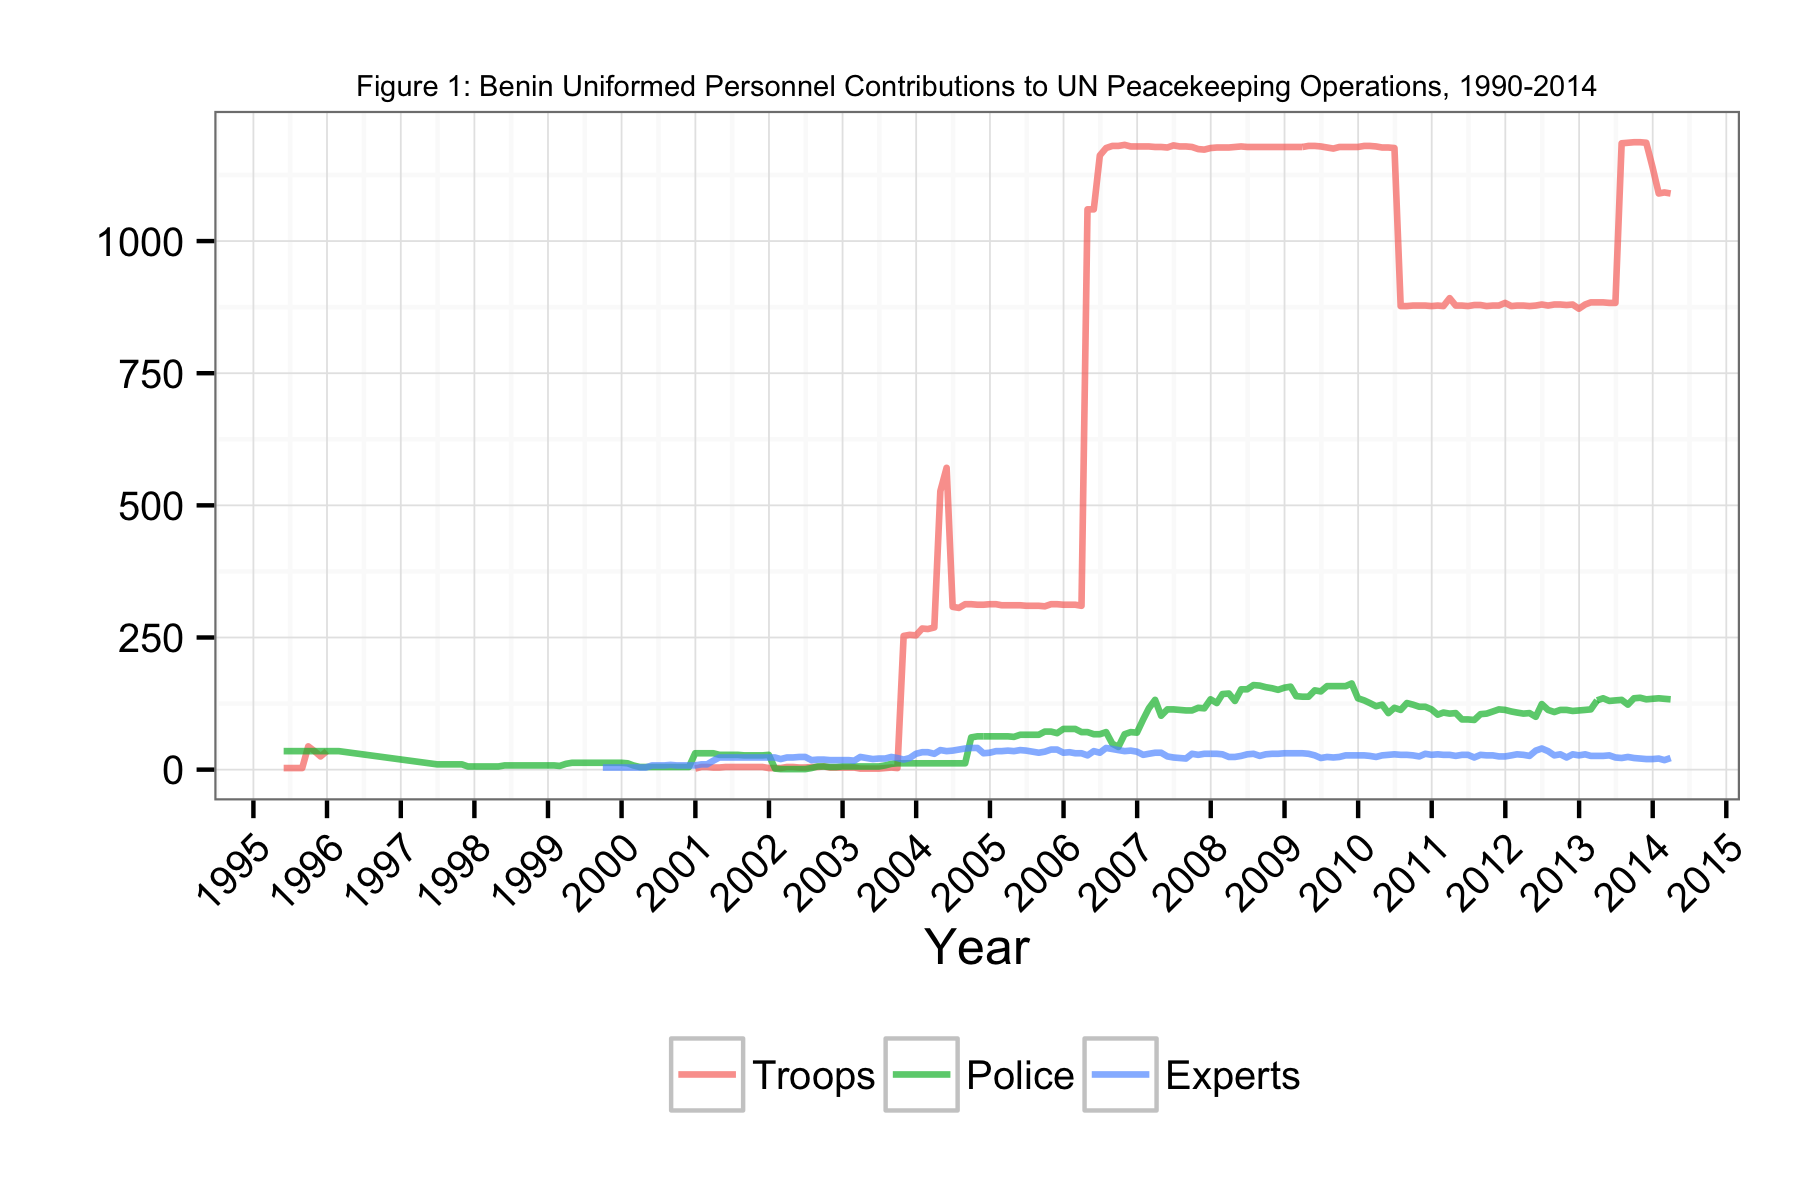 Figure 1: Benin Uniformed Personnel Contributions to UN Peacekeeping Operations, 1990-2014
1000
750
500
250
0
1995 1996 1997 1998 1999 2000 2001 2002 2003 2004 2005 2006 2007 2008 2009 2010 2011 2012 2013 2014 2015
Year
Troops Police Experts